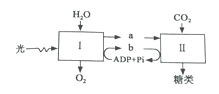 H₂O CO₂
光 I a II
b
ADP+Pi
O₂ 糖类